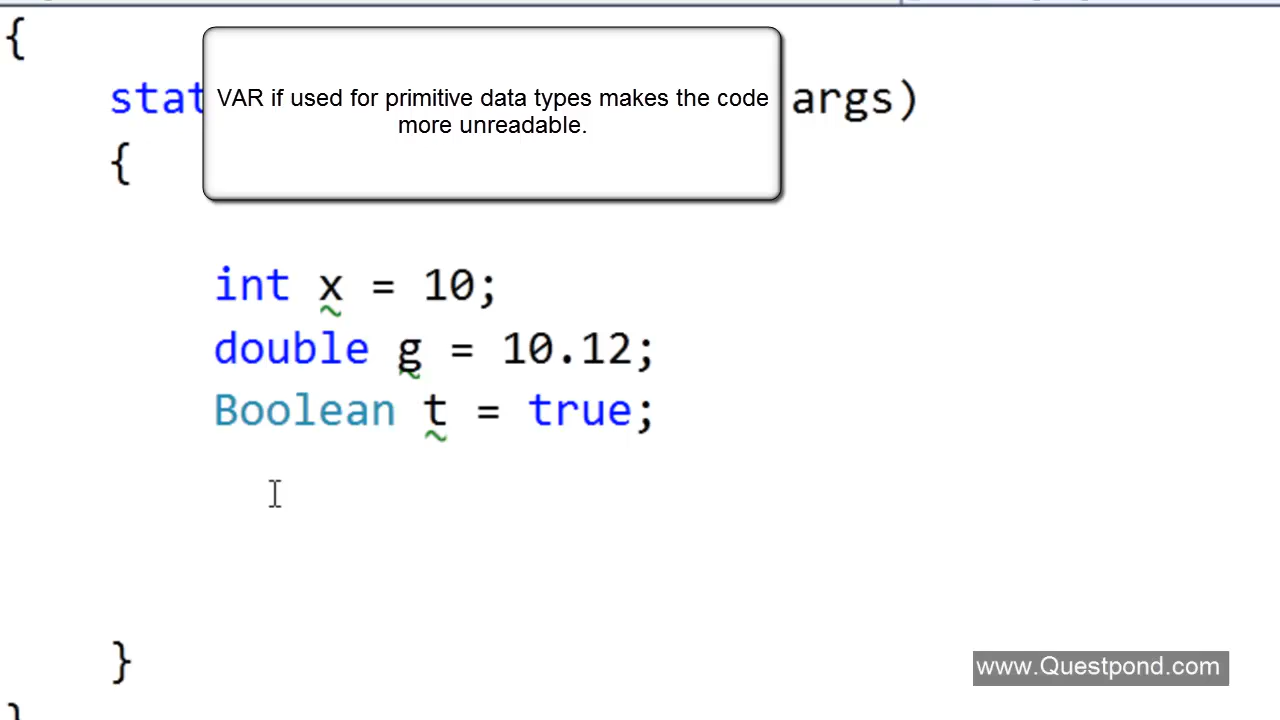 {
VAR if used for primitive data types makes the code
more unreadable.
args)
{
int x = 10;
double g = 10.12;
Boolean t = true;
}
www.Questpond.com
}